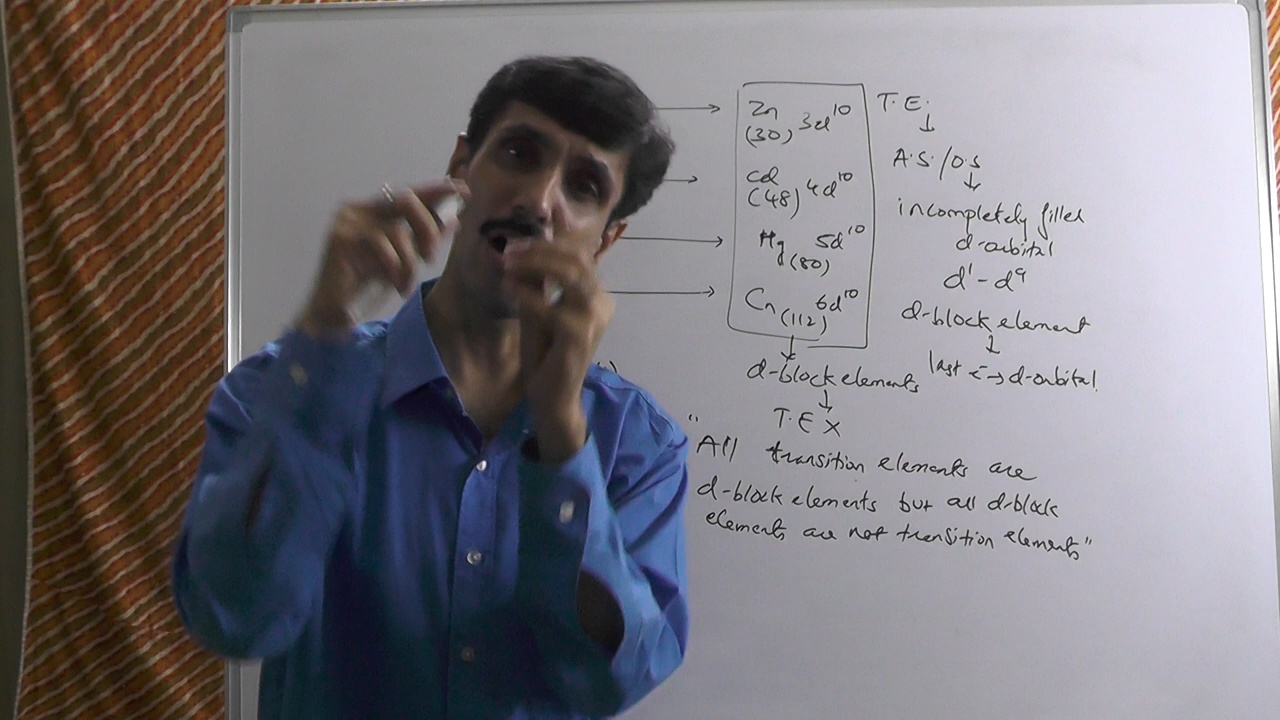 Zn 3d10
(30)
cd 4d10
(48)
Hg 5d10
(80)
Cn 6d10
(112)
d-block elements
T.E X
T.E.
A.S./O.S
incompletely filled
d-orbital
d1 - d9
d-block element
last e- → d-orbital.
"All transition elements are
d-block elements but all d-block
elements are not transition elements"